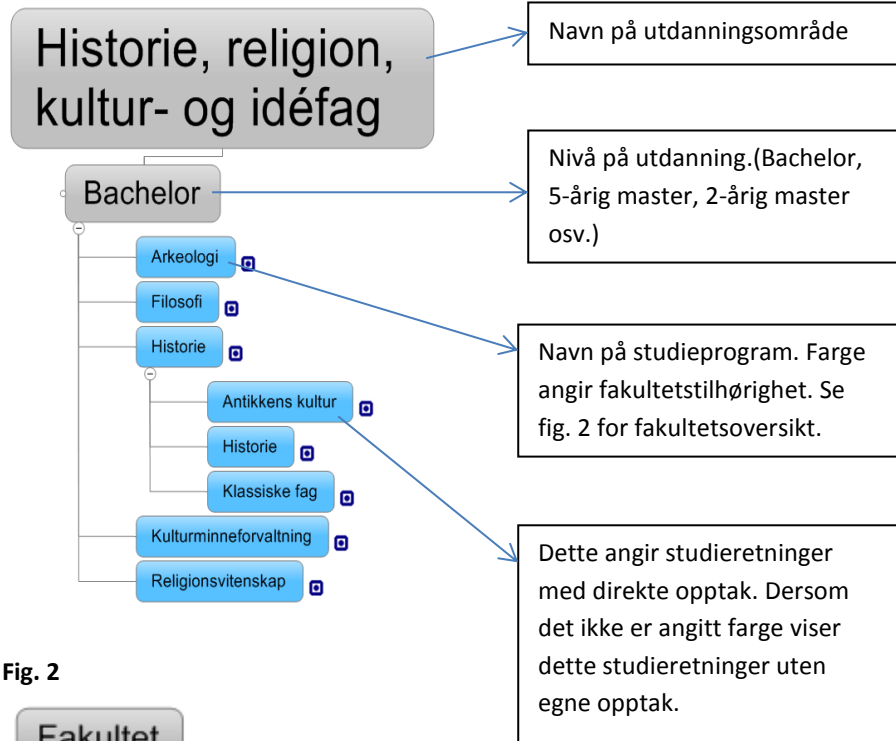 Historie, religion,
kultur- og idéfag
Navn på utdanningsområde
Bachelor
Nivå på utdanning.(Bachelor,
5-årig master, 2-årig master
osv.)
Arkeologi
Filosofi
Historie
Antikkens kultur
Historie
Klassiske fag
Kulturminneforvaltning
Religionsvitenskap
Navn på studieprogram. Farge
angir fakultetstilhørighet. Se
fig. 2 for fakultetsoversikt.
Dette angir studieretninger
med direkte opptak. Dersom
det ikke er angitt farge viser
dette studieretninger uten
egne opptak.
Fig. 2
Fakultet